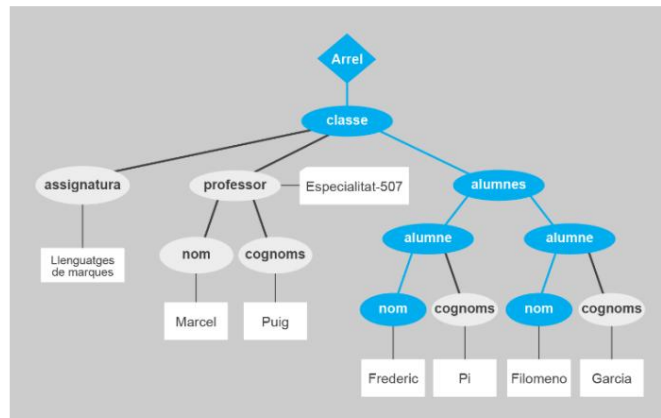 Arrel
classe
assignatura
professor
Especialitat-507
alumnes
Llenguatges
de marques
nom
cognoms
alumne
alumne
Marcel
Puig
nom
cognoms
nom
cognoms
Frederic
Pi
Filomeno
Garcia